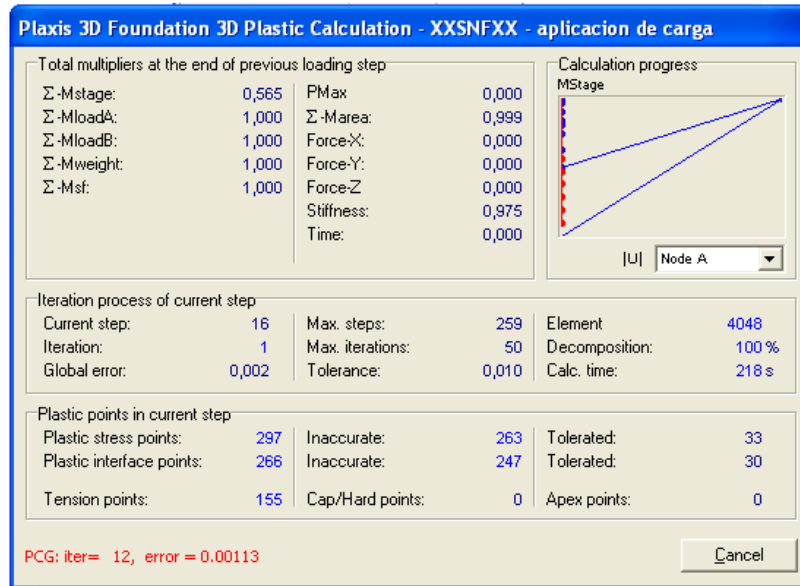 Plaxis 3D Foundation 3D Plastic Calculation - XXSNFXX - aplicacion de carga
Total multipliers at the end of previous loading step
Σ-Mstage: 0,565
Σ-MloadA: 1,000
Σ-MloadB: 1,000
Σ-Mweight: 1,000
Σ-Msf: 1,000
PMax 0,000
Σ-Marea: 0,999
Force-X: 0,000
Force-Y: 0,000
Force-Z 0,000
Stiffness: 0,975
Time: 0,000
Calculation progress
MStage
|U| Node A
Iteration process of current step
Current step: 16 Max. steps: 259 Element 4048
Iteration: 1 Max. iterations: 50 Decomposition: 100 %
Global error: 0,002 Tolerance: 0,010 Calc. time: 218 s
Plastic points in current step
Plastic stress points: 297 Inaccurate: 263 Tolerated: 33
Plastic interface points: 266 Inaccurate: 247 Tolerated: 30
Tension points: 155 Cap/Hard points: 0 Apex points: 0
PCG: iter= 12, error = 0.00113
Cancel